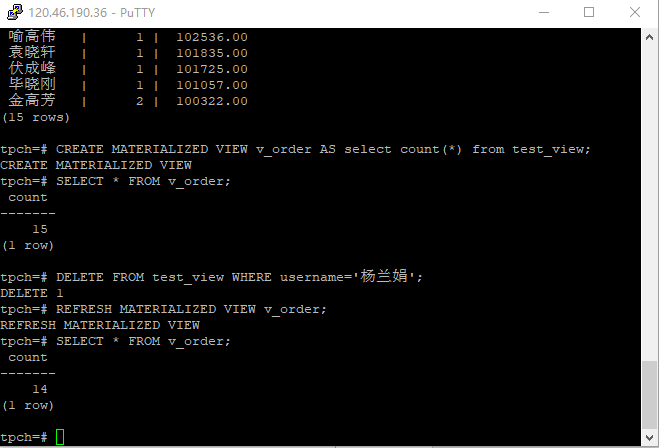 120.46.190.36 - PuTTY
喻高伟 | 1 | 102536.00
袁晓轩 | 1 | 101835.00
伏成峰 | 1 | 101725.00
毕晓刚 | 1 | 101057.00
金高芳 | 2 | 100322.00
(15 rows)
tpch=# CREATE MATERIALIZED VIEW v_order AS select count(*) from test_view;
CREATE MATERIALIZED VIEW
tpch=# SELECT * FROM v_order;
count
-------
15
(1 row)
tpch=# DELETE FROM test_view WHERE username='杨兰娟';
DELETE 1
tpch=# REFRESH MATERIALIZED VIEW v_order;
REFRESH MATERIALIZED VIEW
tpch=# SELECT * FROM v_order;
count
-------
14
(1 row)
tpch=#